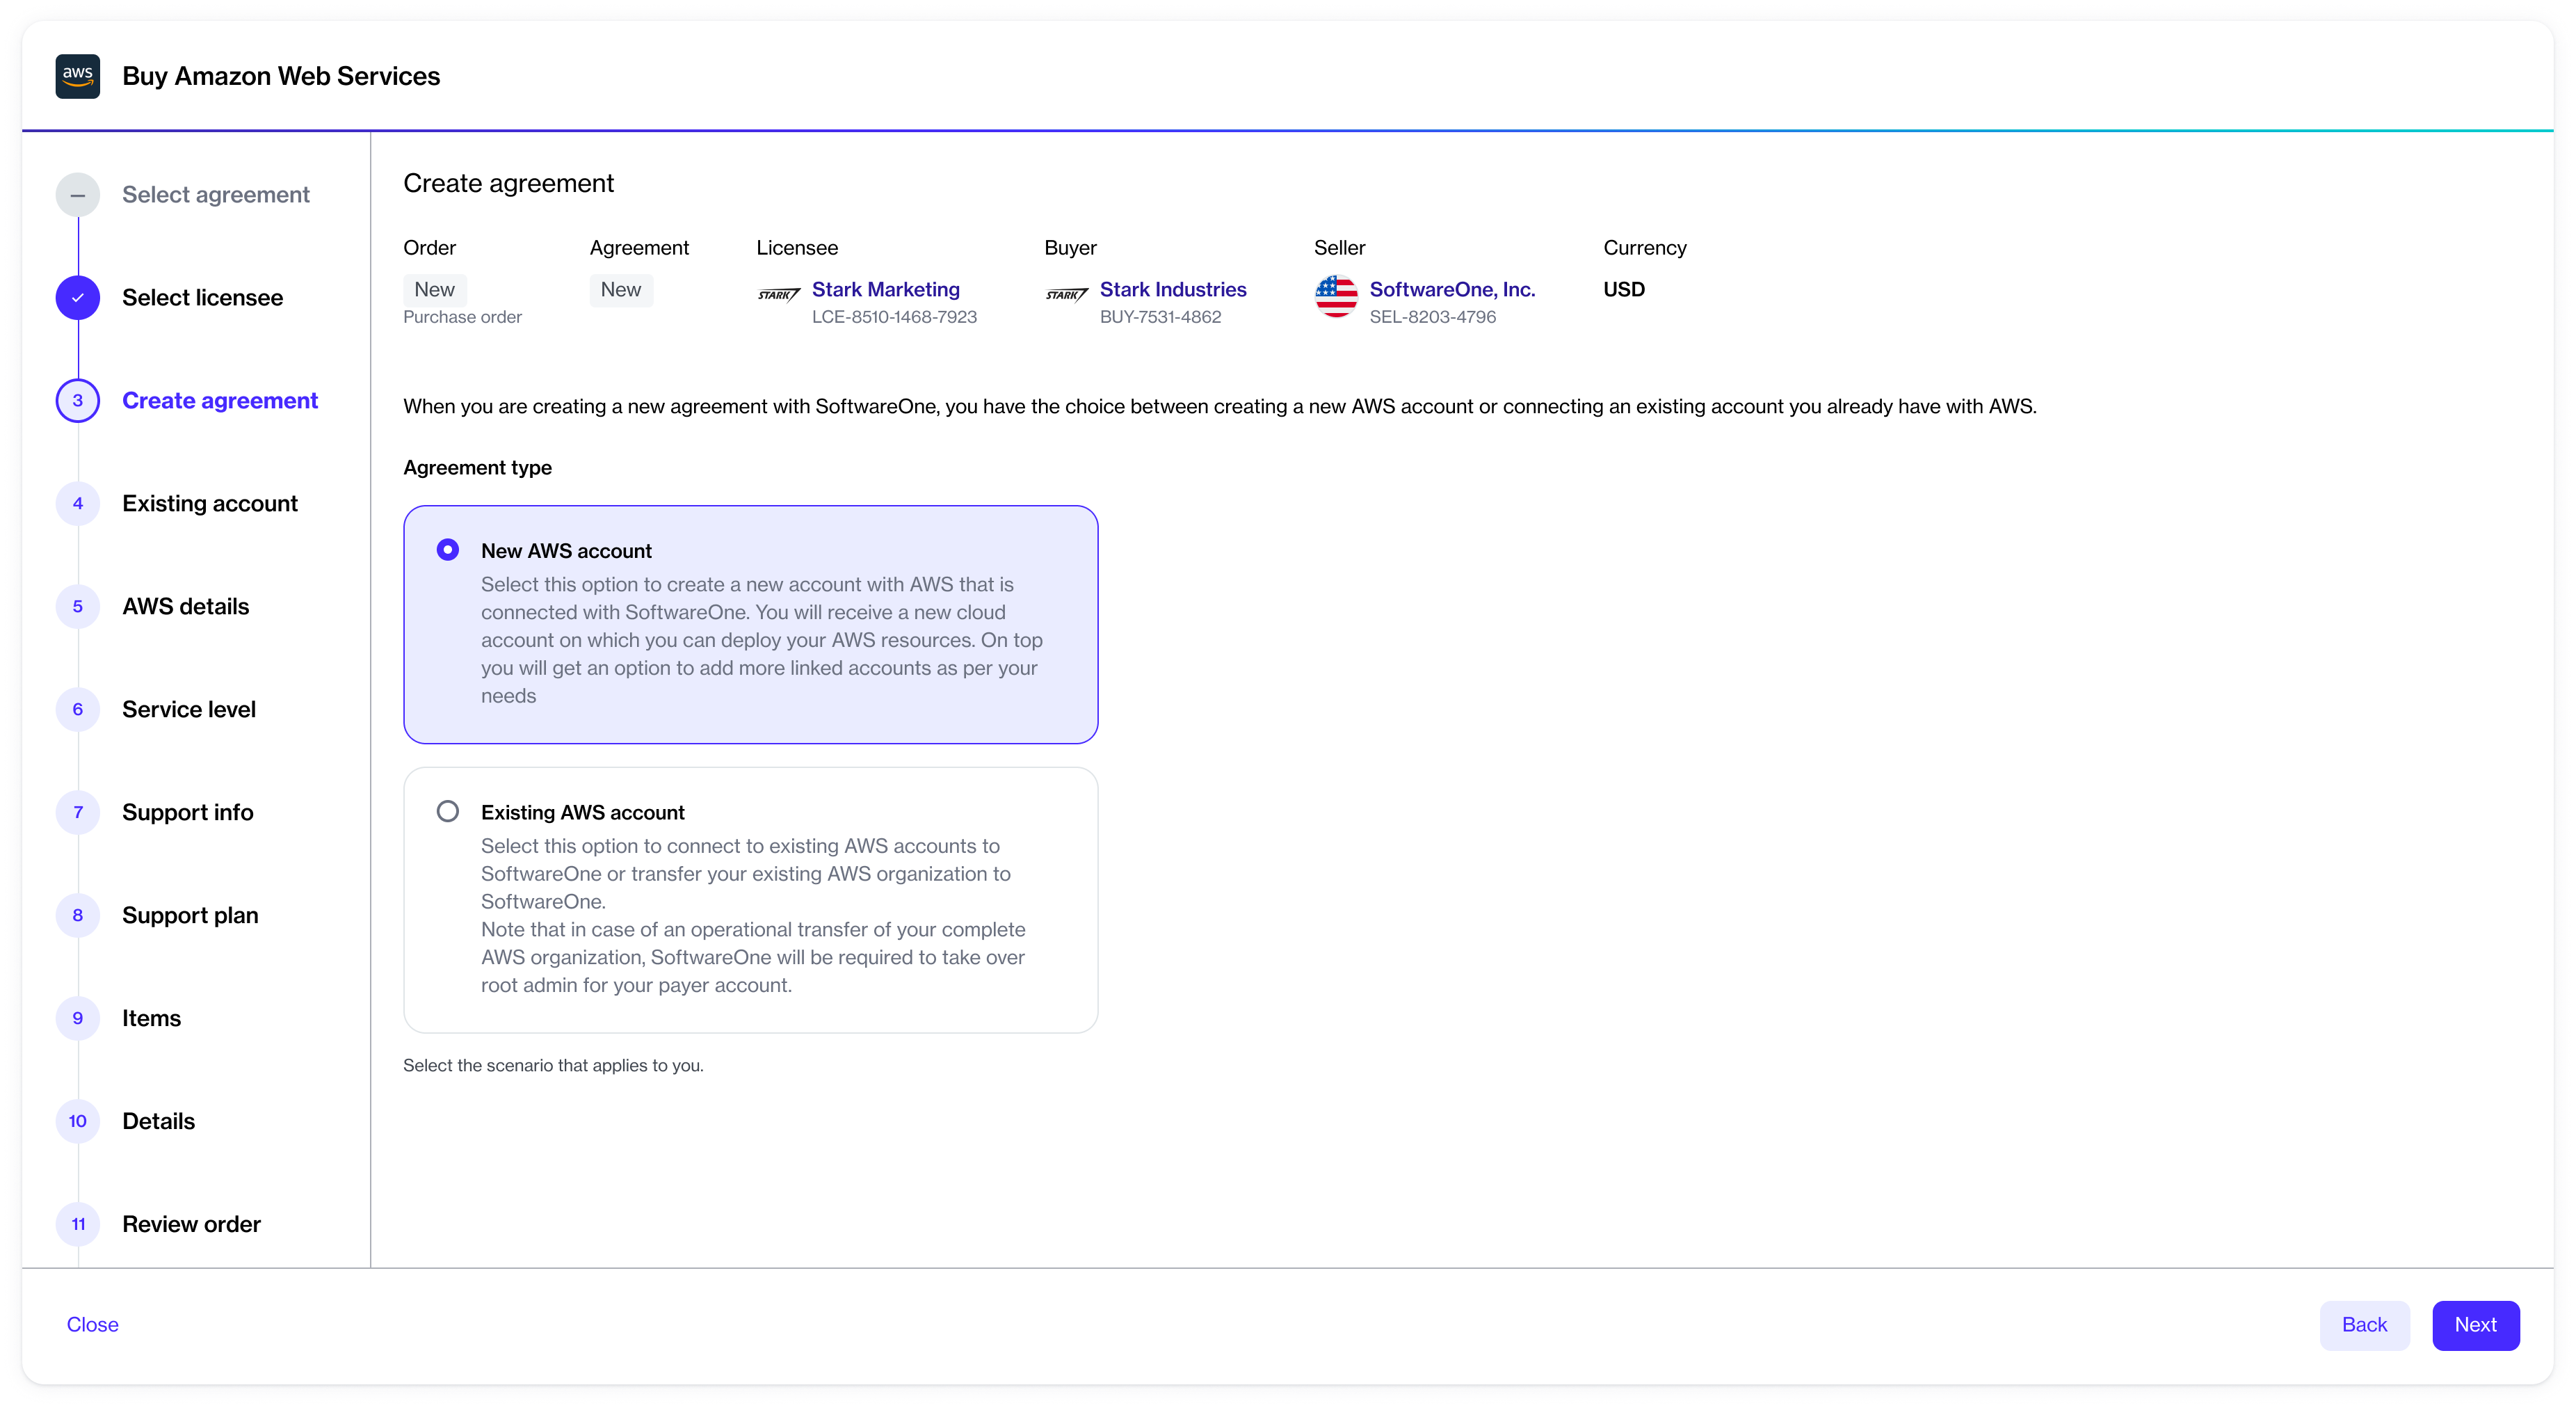 aws
Buy Amazon Web Services
Select agreement
Select licensee
3 Create agreement
4 Existing account
5 AWS details
6 Service level
7 Support info
8 Support plan
9 Items
10 Details
11 Review order
Create agreement
Order
New
Purchase order
Agreement
New
Licensee
STARK
Stark Marketing
LCE-8510-1468-7923
Buyer
STARK
Stark Industries
BUY-7531-4862
Seller
SoftwareOne, Inc.
SEL-8203-4796
Currency
USD
When you are creating a new agreement with SoftwareOne, you have the choice between creating a new AWS account or connecting an existing account you already have with AWS.
Agreement type
New AWS account
Select this option to create a new account with AWS that is
connected with SoftwareOne. You will receive a new cloud
account on which you can deploy your AWS resources. On top
you will get an option to add more linked accounts as per your
needs
Existing AWS account
Select this option to connect to existing AWS accounts to
SoftwareOne or transfer your existing AWS organization to
SoftwareOne.
Note that in case of an operational transfer of your complete
AWS organization, SoftwareOne will be required to take over
root admin for your payer account.
Select the scenario that applies to you.
Close
Back
Next